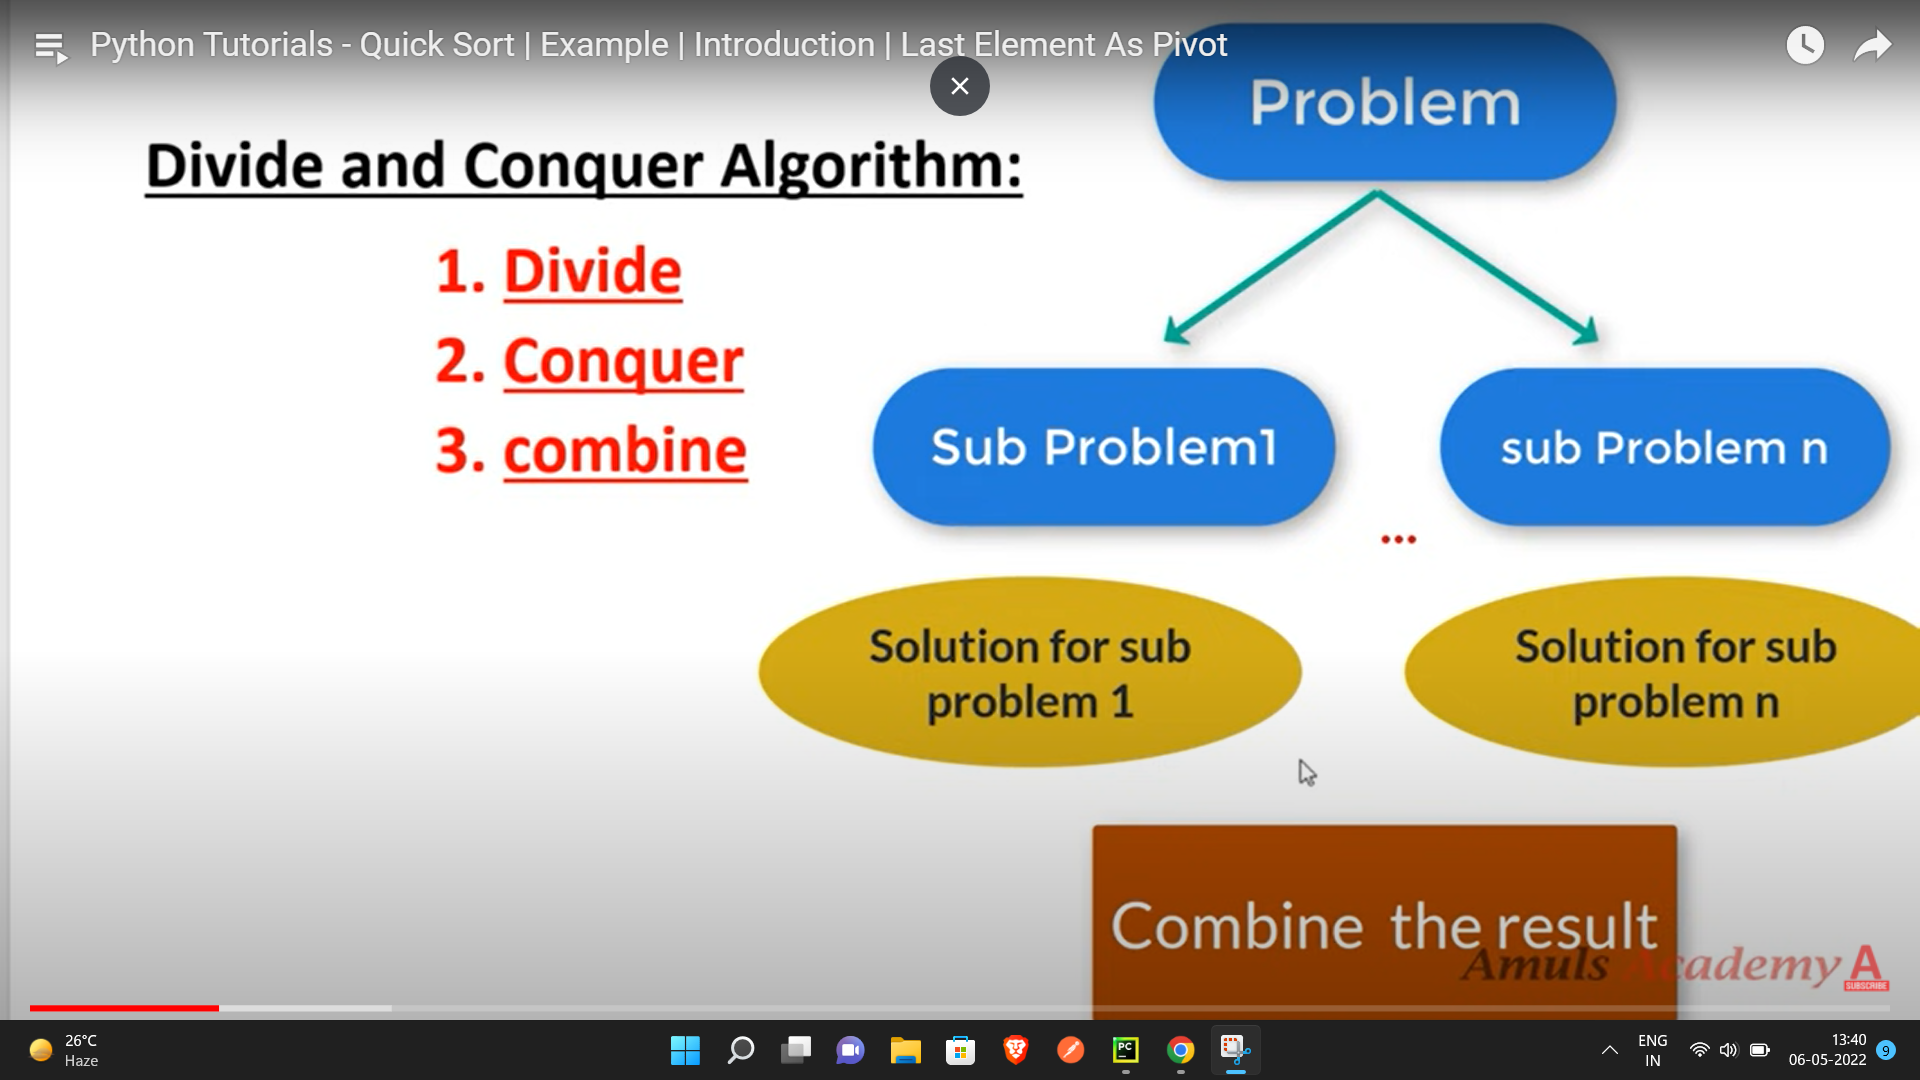 Python Tutorials - Quick Sort | Example | Introduction | Last Element As Pivot
Problem
Divide and Conquer Algorithm:
1. Divide
2. Conquer
3. combine
Sub Problem1
sub Problem n
...
Solution for sub
problem 1
Solution for sub
problem n
Combine the result
Amuls Academy A
SUBSCRIBE
26°C
Haze
PC
ENG
IN
13:40
06-05-2022
9